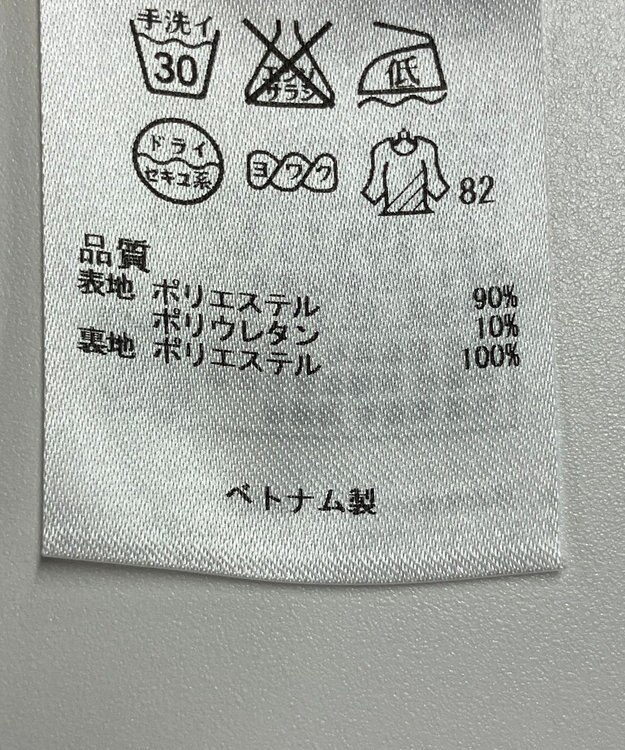 手洗イ
30
エンソ
サラシ
低
ドライ
セキユ系
ヨワク
82
品質
表地 ポリエステル 90%
ポリウレタン 10%
裏地 ポリエステル 100%
ベトナム製